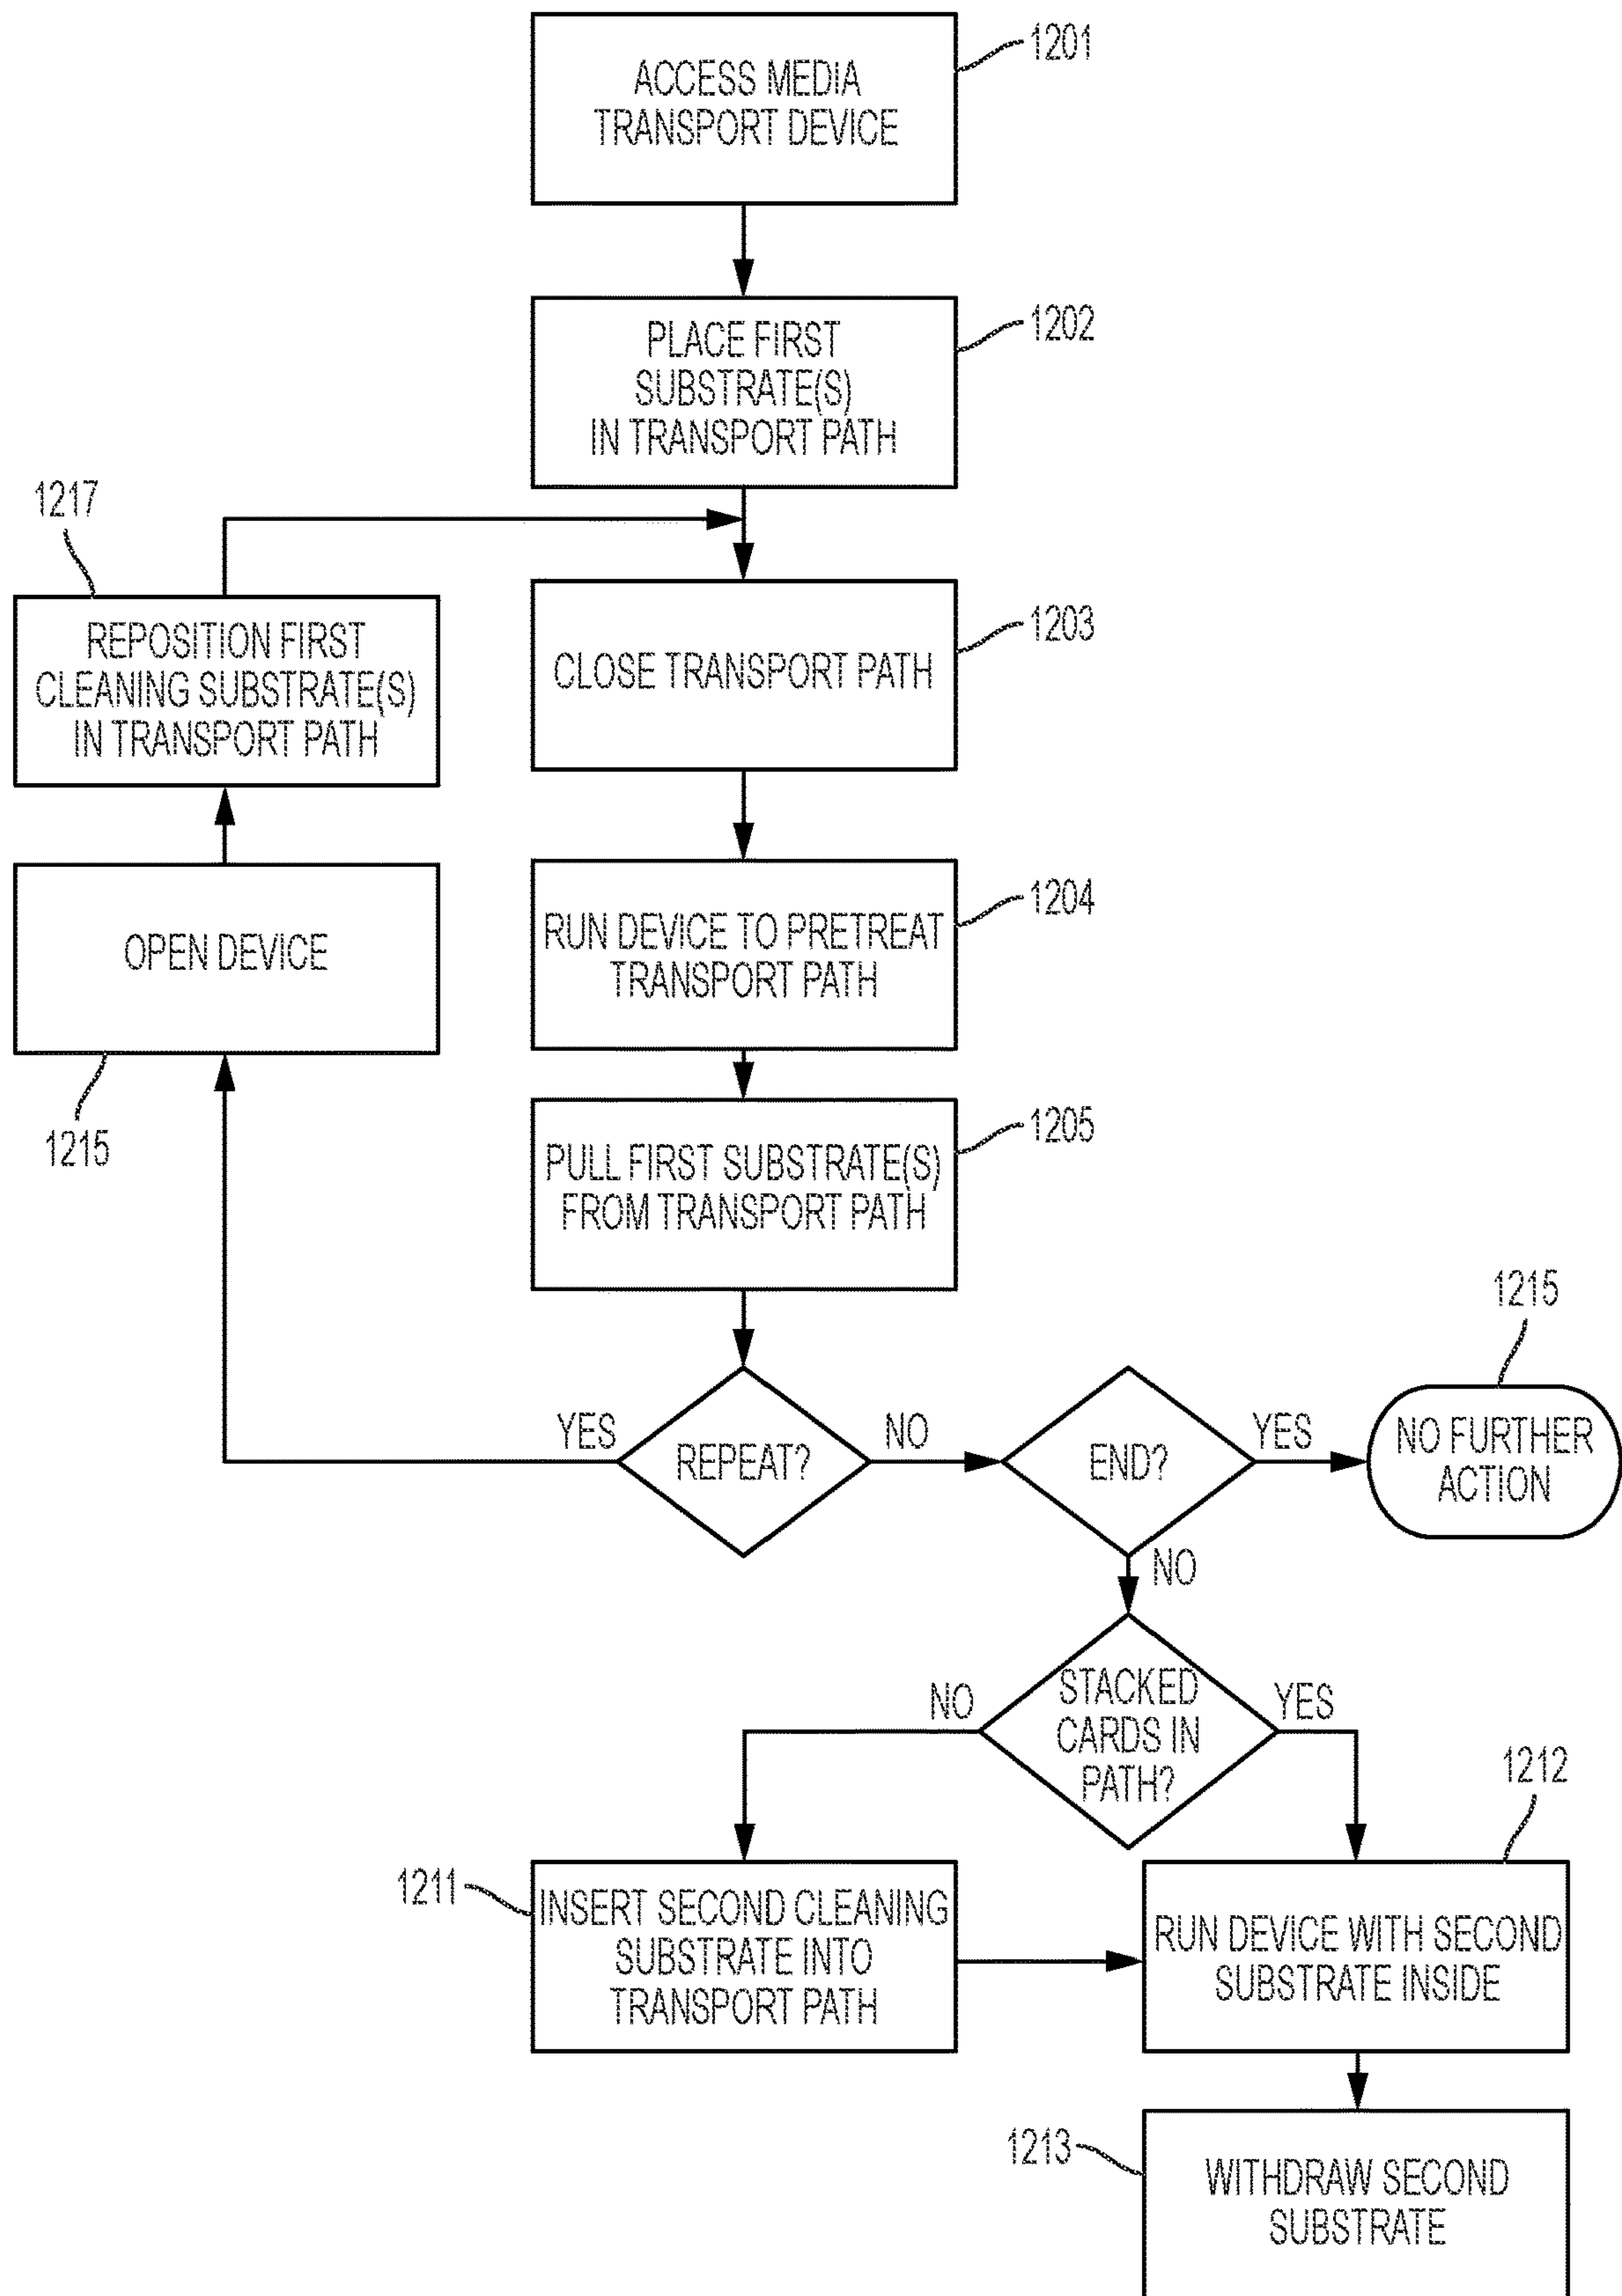 ACCESS MEDIA
TRANSPORT DEVICE
1201
PLACE FIRST
SUBSTRATE(S)
IN TRANSPORT PATH
1202
1217
REPOSITION FIRST
CLEANING SUBSTRATE(S)
IN TRANSPORT PATH
CLOSE TRANSPORT PATH
1203
OPEN DEVICE
1215
RUN DEVICE TO PRETREAT
TRANSPORT PATH
1204
PULL FIRST SUBSTRATE(S)
FROM TRANSPORT PATH
1205
YES
REPEAT?
NO
END?
YES
1215
NO FURTHER
ACTION
NO
NO
STACKED
CARDS IN
PATH?
YES
1211
INSERT SECOND CLEANING
SUBSTRATE INTO
TRANSPORT PATH
1212
RUN DEVICE WITH SECOND
SUBSTRATE INSIDE
1213
WITHDRAW SECOND
SUBSTRATE